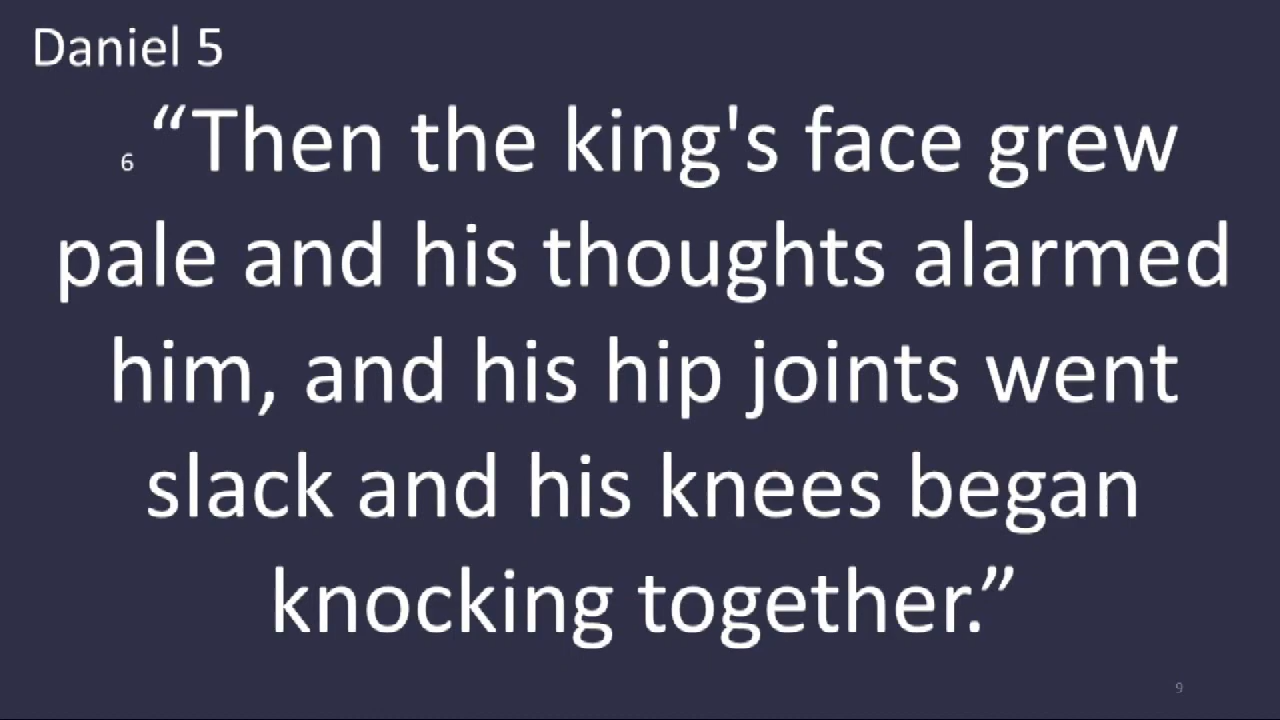 Daniel 5
6 “Then the king's face grew
pale and his thoughts alarmed
him, and his hip joints went
slack and his knees began
knocking together.”
9